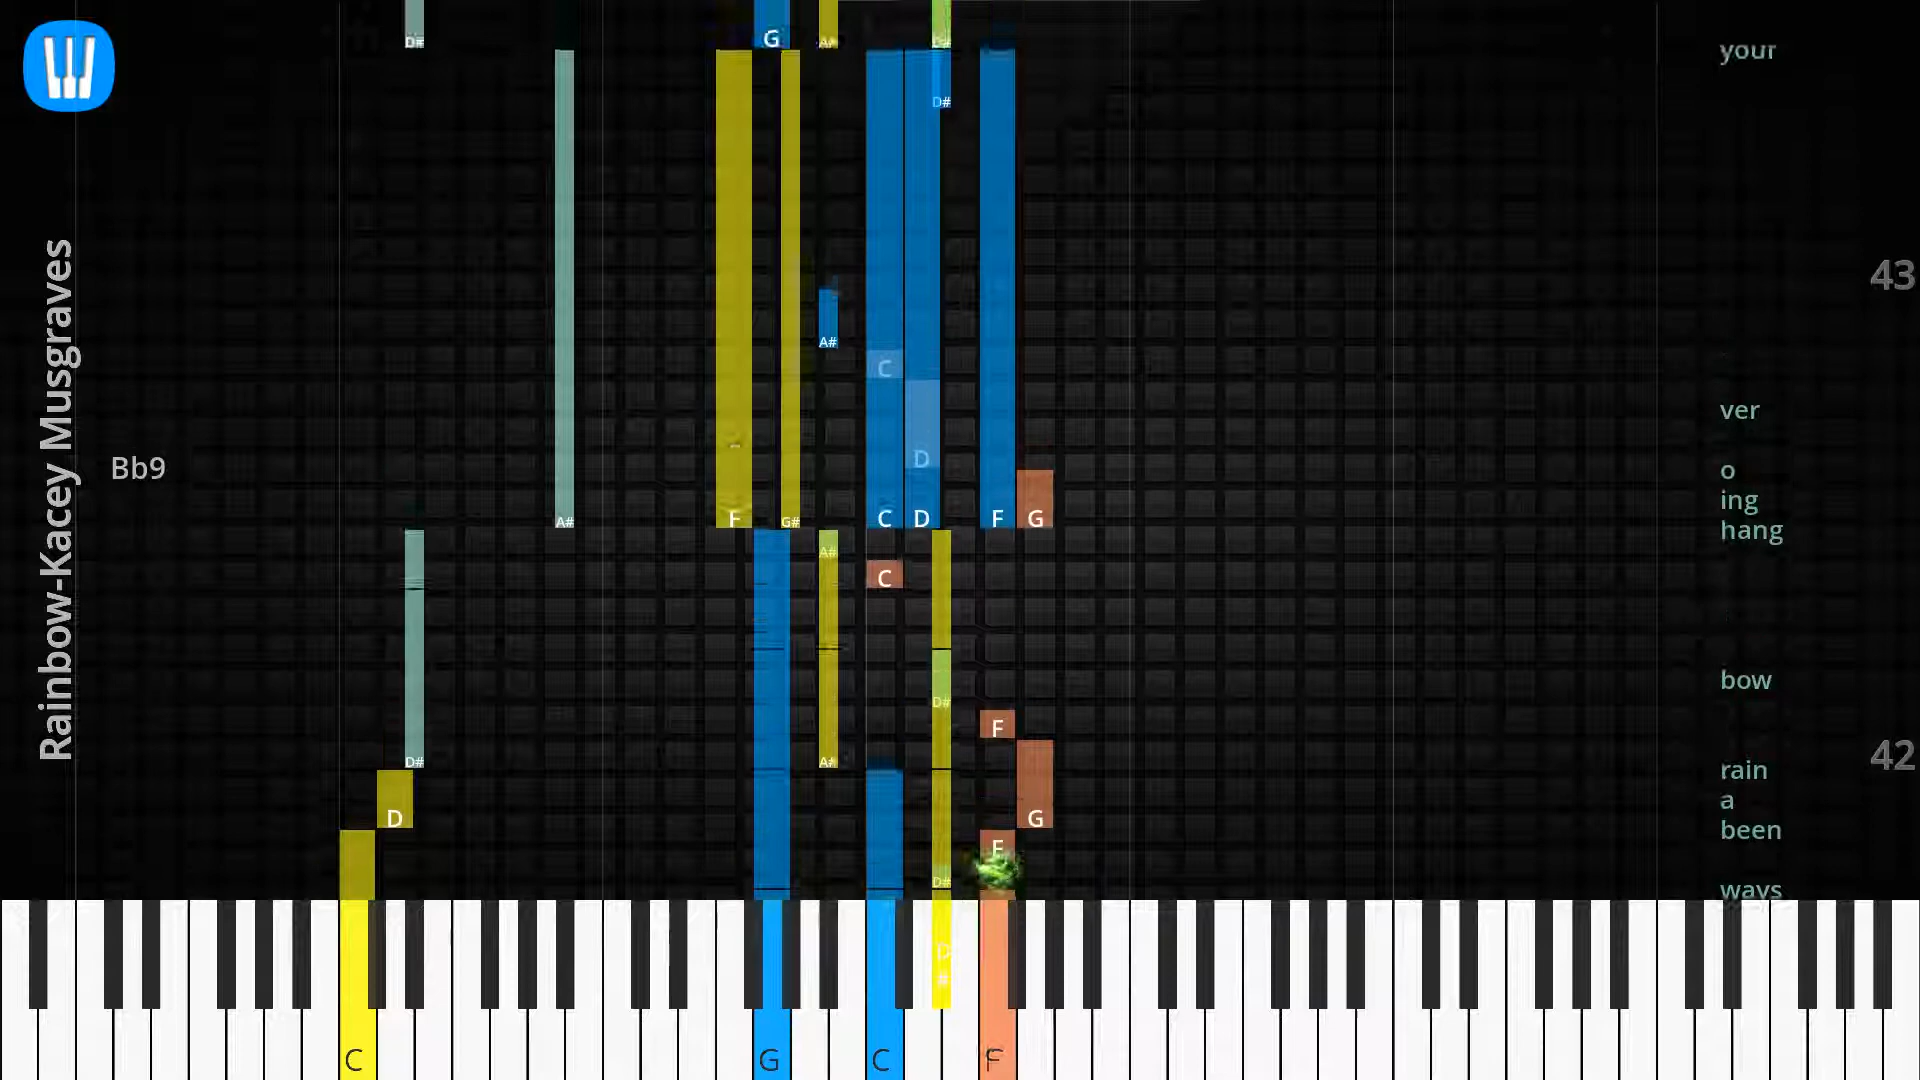 D#
G
A#
D#
your
D#
Rainbow-Kacey Musgraves
43
A#
C
ver
Bb9
D
o
ing
A#
F
G#
C
D
F
G
hang
A#
C
bow
D#
F
42
D#
A#
rain
a
D
G
been
F
D#
ways
D
#
C
G
C
F